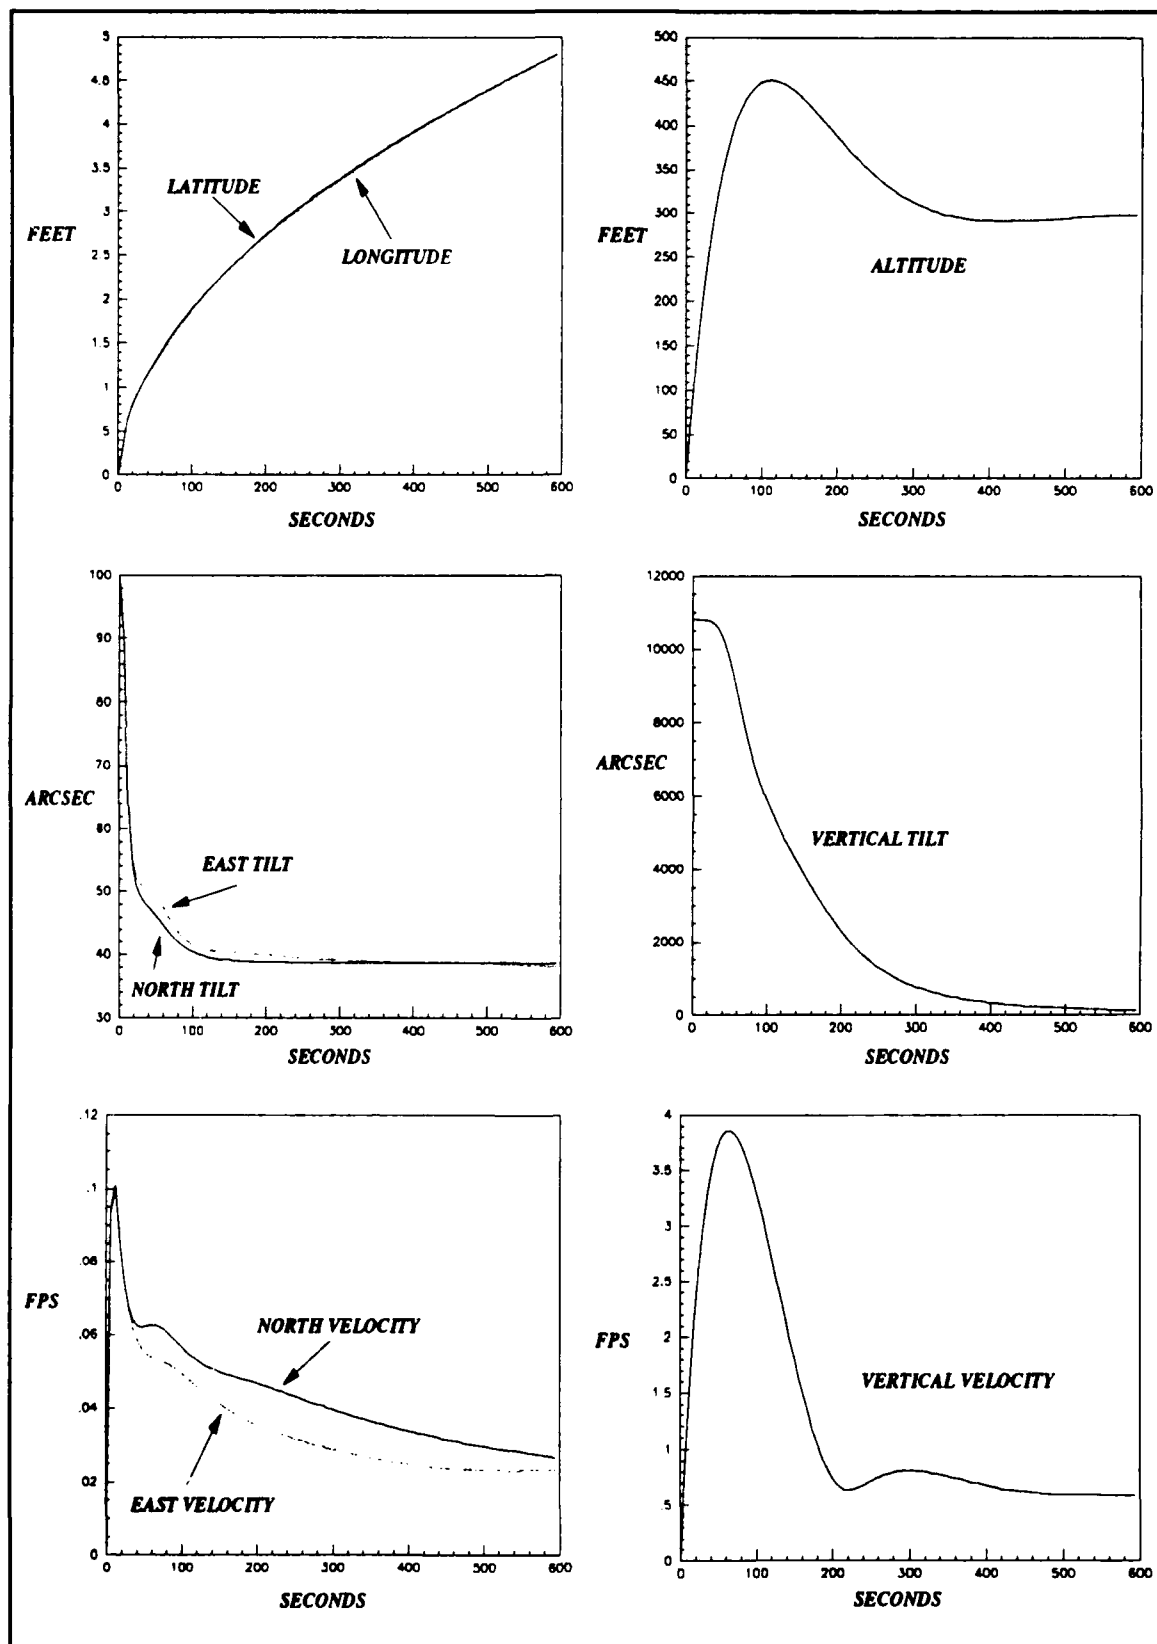 5
4.5
4
3.5
3
2.5
2
1.5
1
.5
0
FEET
LATITUDE
LONGITUDE
0 100 200 300 400 500 600
SECONDS
500
450
400
350
300
250
200
150
100
50
0
FEET
ALTITUDE
0 100 200 300 400 500 600
SECONDS
100
90
80
70
60
50
40
30
ARCSEC
EAST TILT
NORTH TILT
0 100 200 300 400 500 600
SECONDS
12000
10000
8000
6000
4000
2000
0
ARCSEC
VERTICAL TILT
0 100 200 300 400 500 600
SECONDS
.12
.1
.08
.06
.04
02
0
FPS
NORTH VELOCITY
EAST VELOCITY
0 100 200 300 400 500 600
SECONDS
4
3.5
3
2.5
2
1.5
1
.5
0
FPS
VERTICAL VELOCITY
0 100 200 300 400 500 600
SECONDS